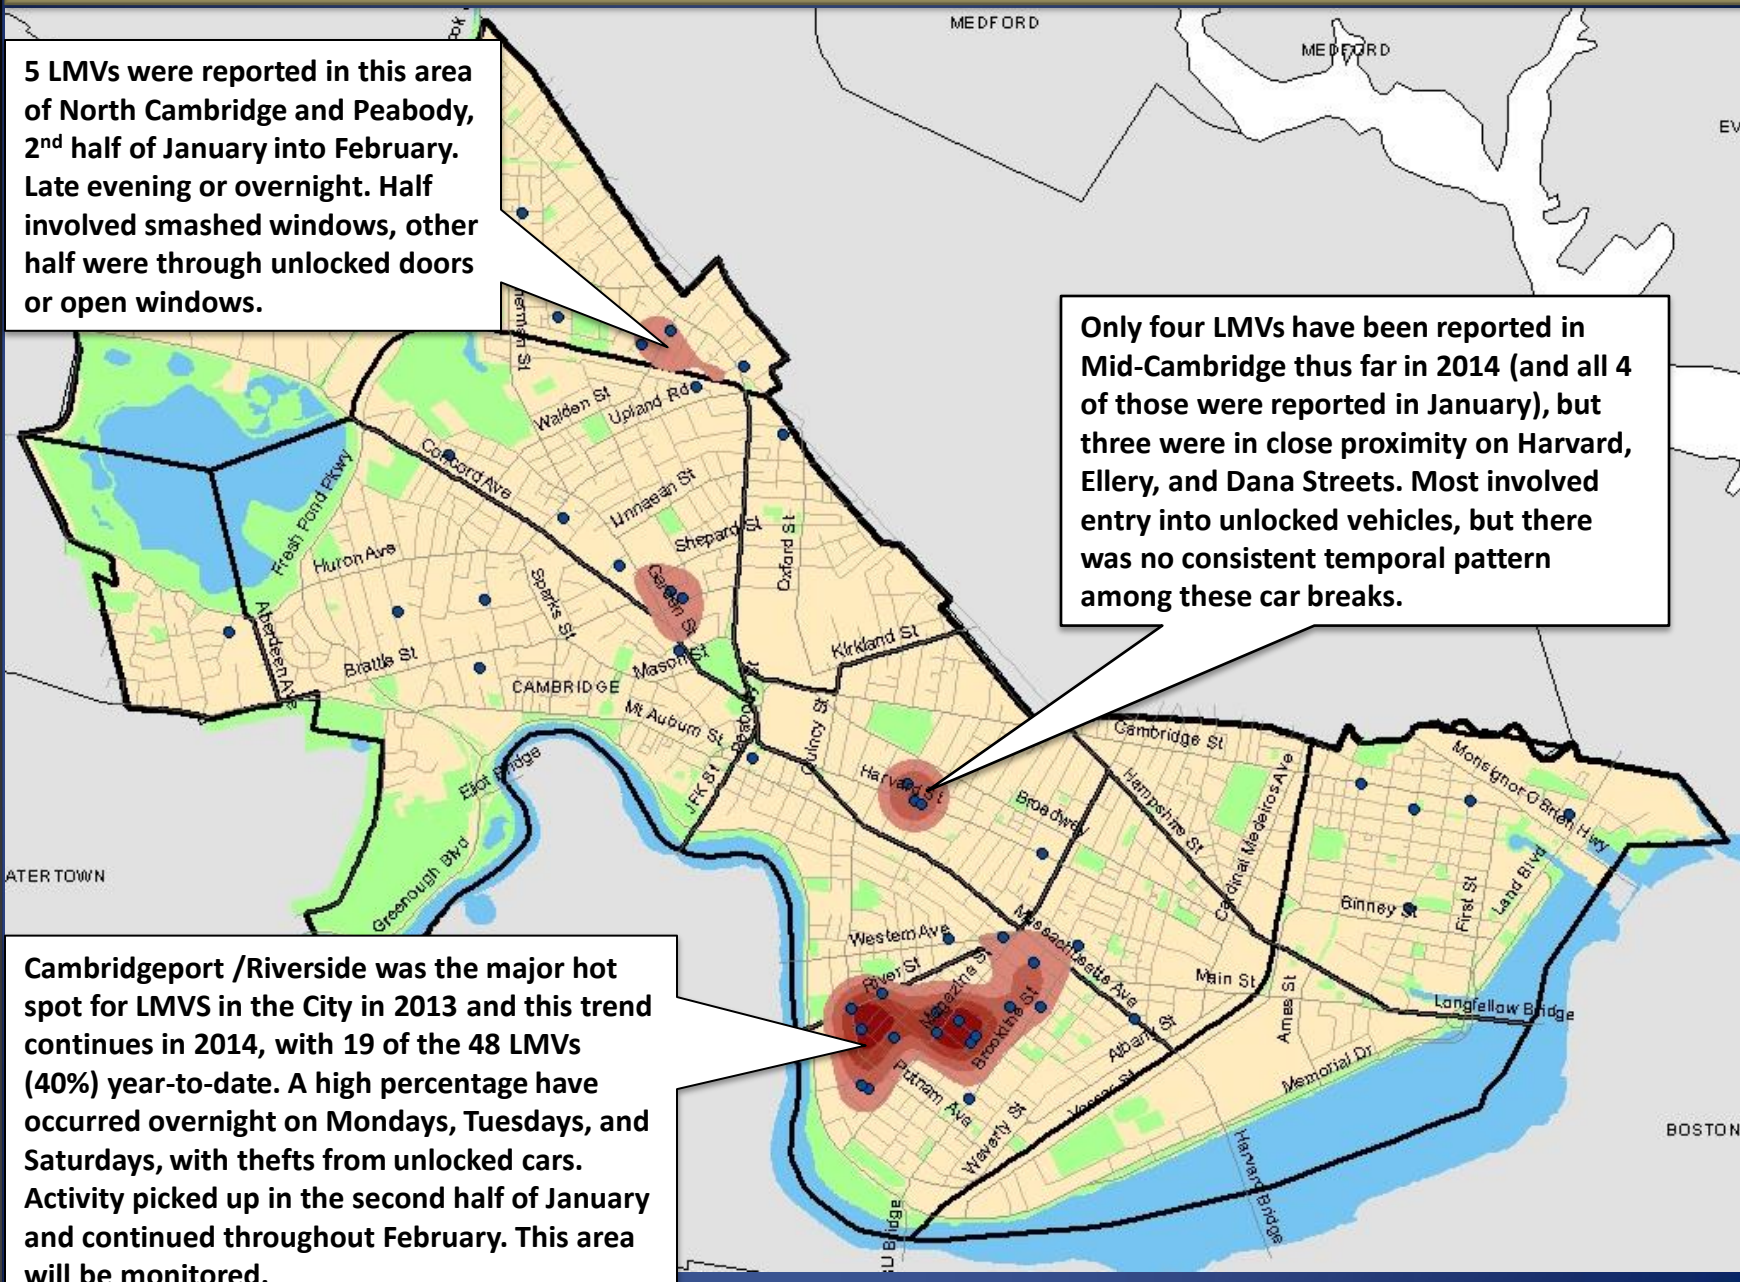 MEDFORD
MEDFORD
5 LMVs were reported in this area
of North Cambridge and Peabody,
2nd half of January into February.
Late evening or overnight. Half
involved smashed windows, other
half were through unlocked doors
or open windows.
Only four LMVs have been reported in
Mid-Cambridge thus far in 2014 (and all 4
of those were reported in January), but
three were in close proximity on Harvard,
Ellery, and Dana Streets. Most involved
entry into unlocked vehicles, but there
was no consistent temporal pattern
among these car breaks.
Walden St
Upland Rd
Concord Ave
Fresh Pond Pkwy
Linnaean St
Shepard St
Oxford St
Huron Ave
Garden St
Sparks St
Aberdeen Ave
Brattle St
Mason St
Kirkland St
CAMBRIDGE
Mt Auburn St
Peabody St
Quincy St
Cambridge St
Eliot Bridge
JFK St
Harvard St
Broadway
Hampshire St
Cardinal Medeiros Ave
Monsignor O'Brien Hwy
Land Blvd
First St
Binney St
ATERTOWN
Greenough Blvd
Western Ave
Massachusetts Ave
River St
Magazine St
Main St
Ames St
Longfellow Bridge
Brookline St
Albany St
Putnam Ave
Vassar St
Memorial Dr
Waverly St
Harvard Bridge
BOSTON
BU Bridge
Cambridgeport /Riverside was the major hot
spot for LMVS in the City in 2013 and this trend
continues in 2014, with 19 of the 48 LMVs
(40%) year-to-date. A high percentage have
occurred overnight on Mondays, Tuesdays, and
Saturdays, with thefts from unlocked cars.
Activity picked up in the second half of January
and continued throughout February. This area
will be monitored.